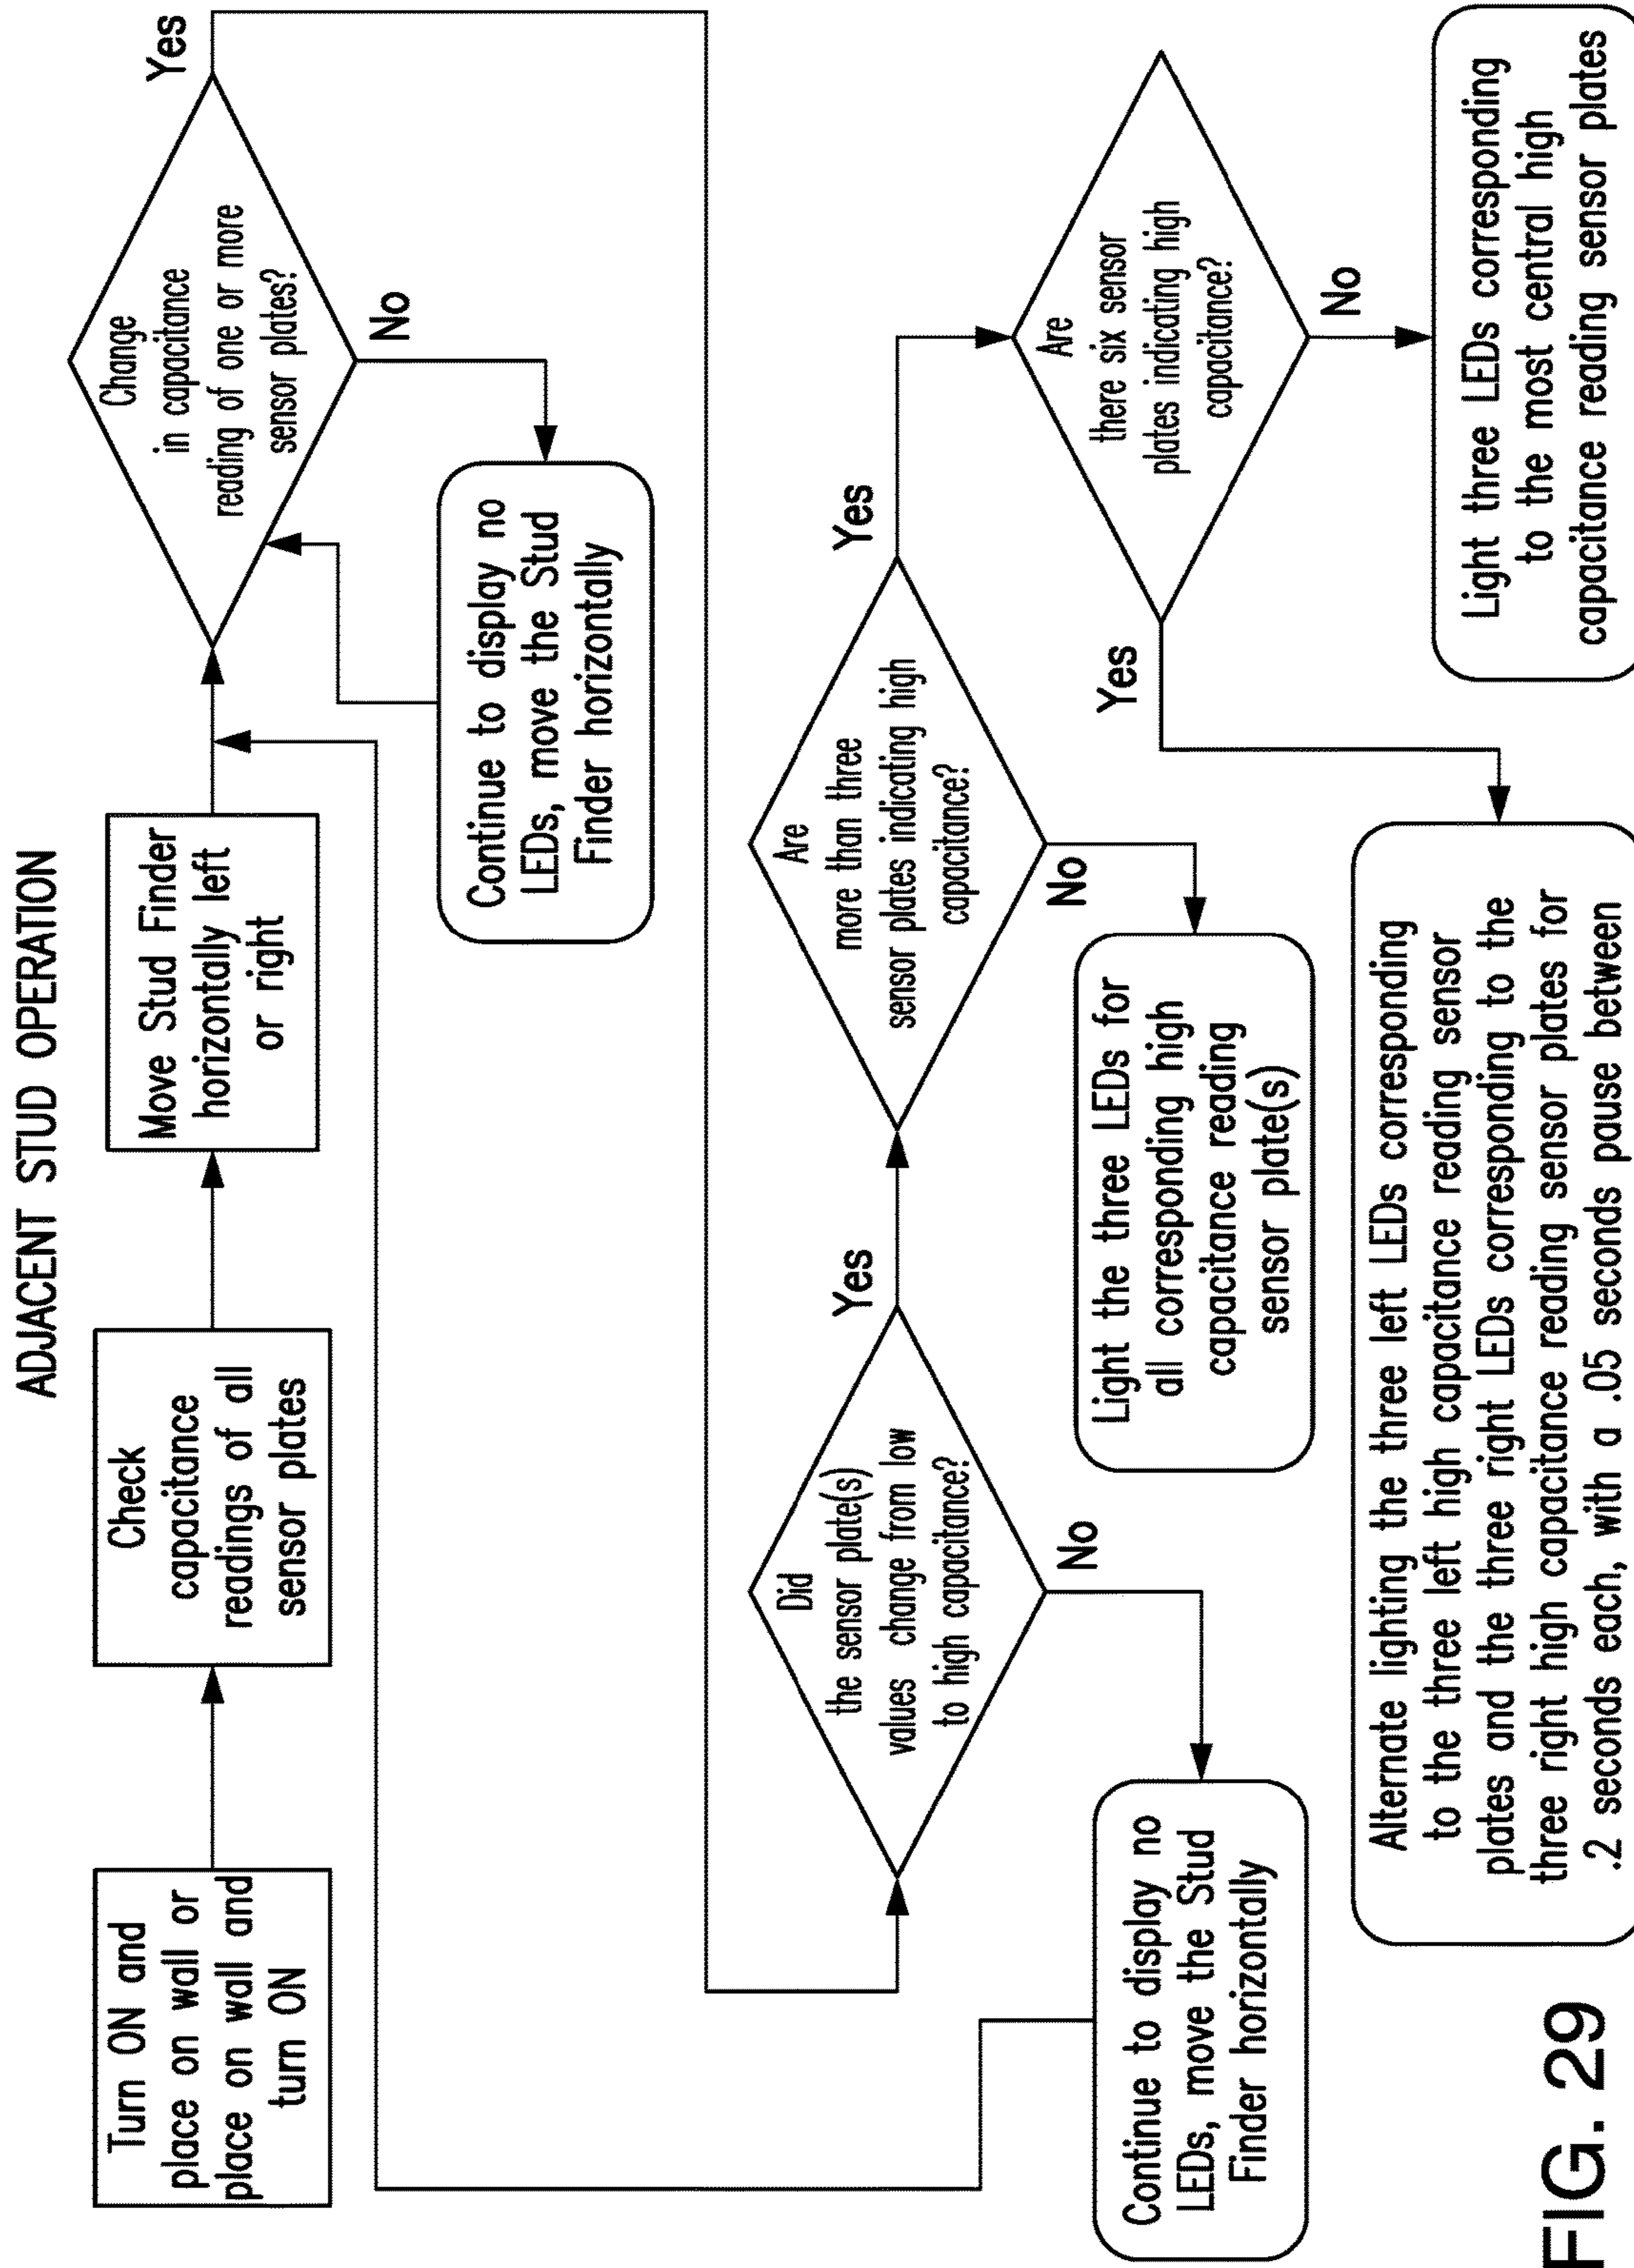 ADJACENT STUD OPERATION
Turn ON and
place on wall or
place on wall and
turn ON
Check
capacitance
readings of all
sensor plates
Move Stud Finder
horizontally left
or right
Change
in capacitance
reading of one or more
sensor plates?
Yes
No
Continue to display no
LEDs, move the Stud
Finder horizontally
Did
the sensor plate(s)
values change from low
to high capacitance?
Yes
No
Continue to display no
LEDs, move the Stud
Finder horizontally
Are
more than three
sensor plates indicating high
capacitance?
Yes
No
Light the three LEDs for
all corresponding high
capacitance reading
sensor plate(s)
Are
there six sensor
plates indicating high
capacitance?
Yes
No
Alternate lighting the three left LEDs corresponding
to the three left high capacitance reading sensor
plates and the three right LEDs corresponding to the
three right high capacitance reading sensor plates for
.2 seconds each, with a .05 seconds pause between
Light three LEDs corresponding
to the most central high
capacitance reading sensor plates
FIG. 29